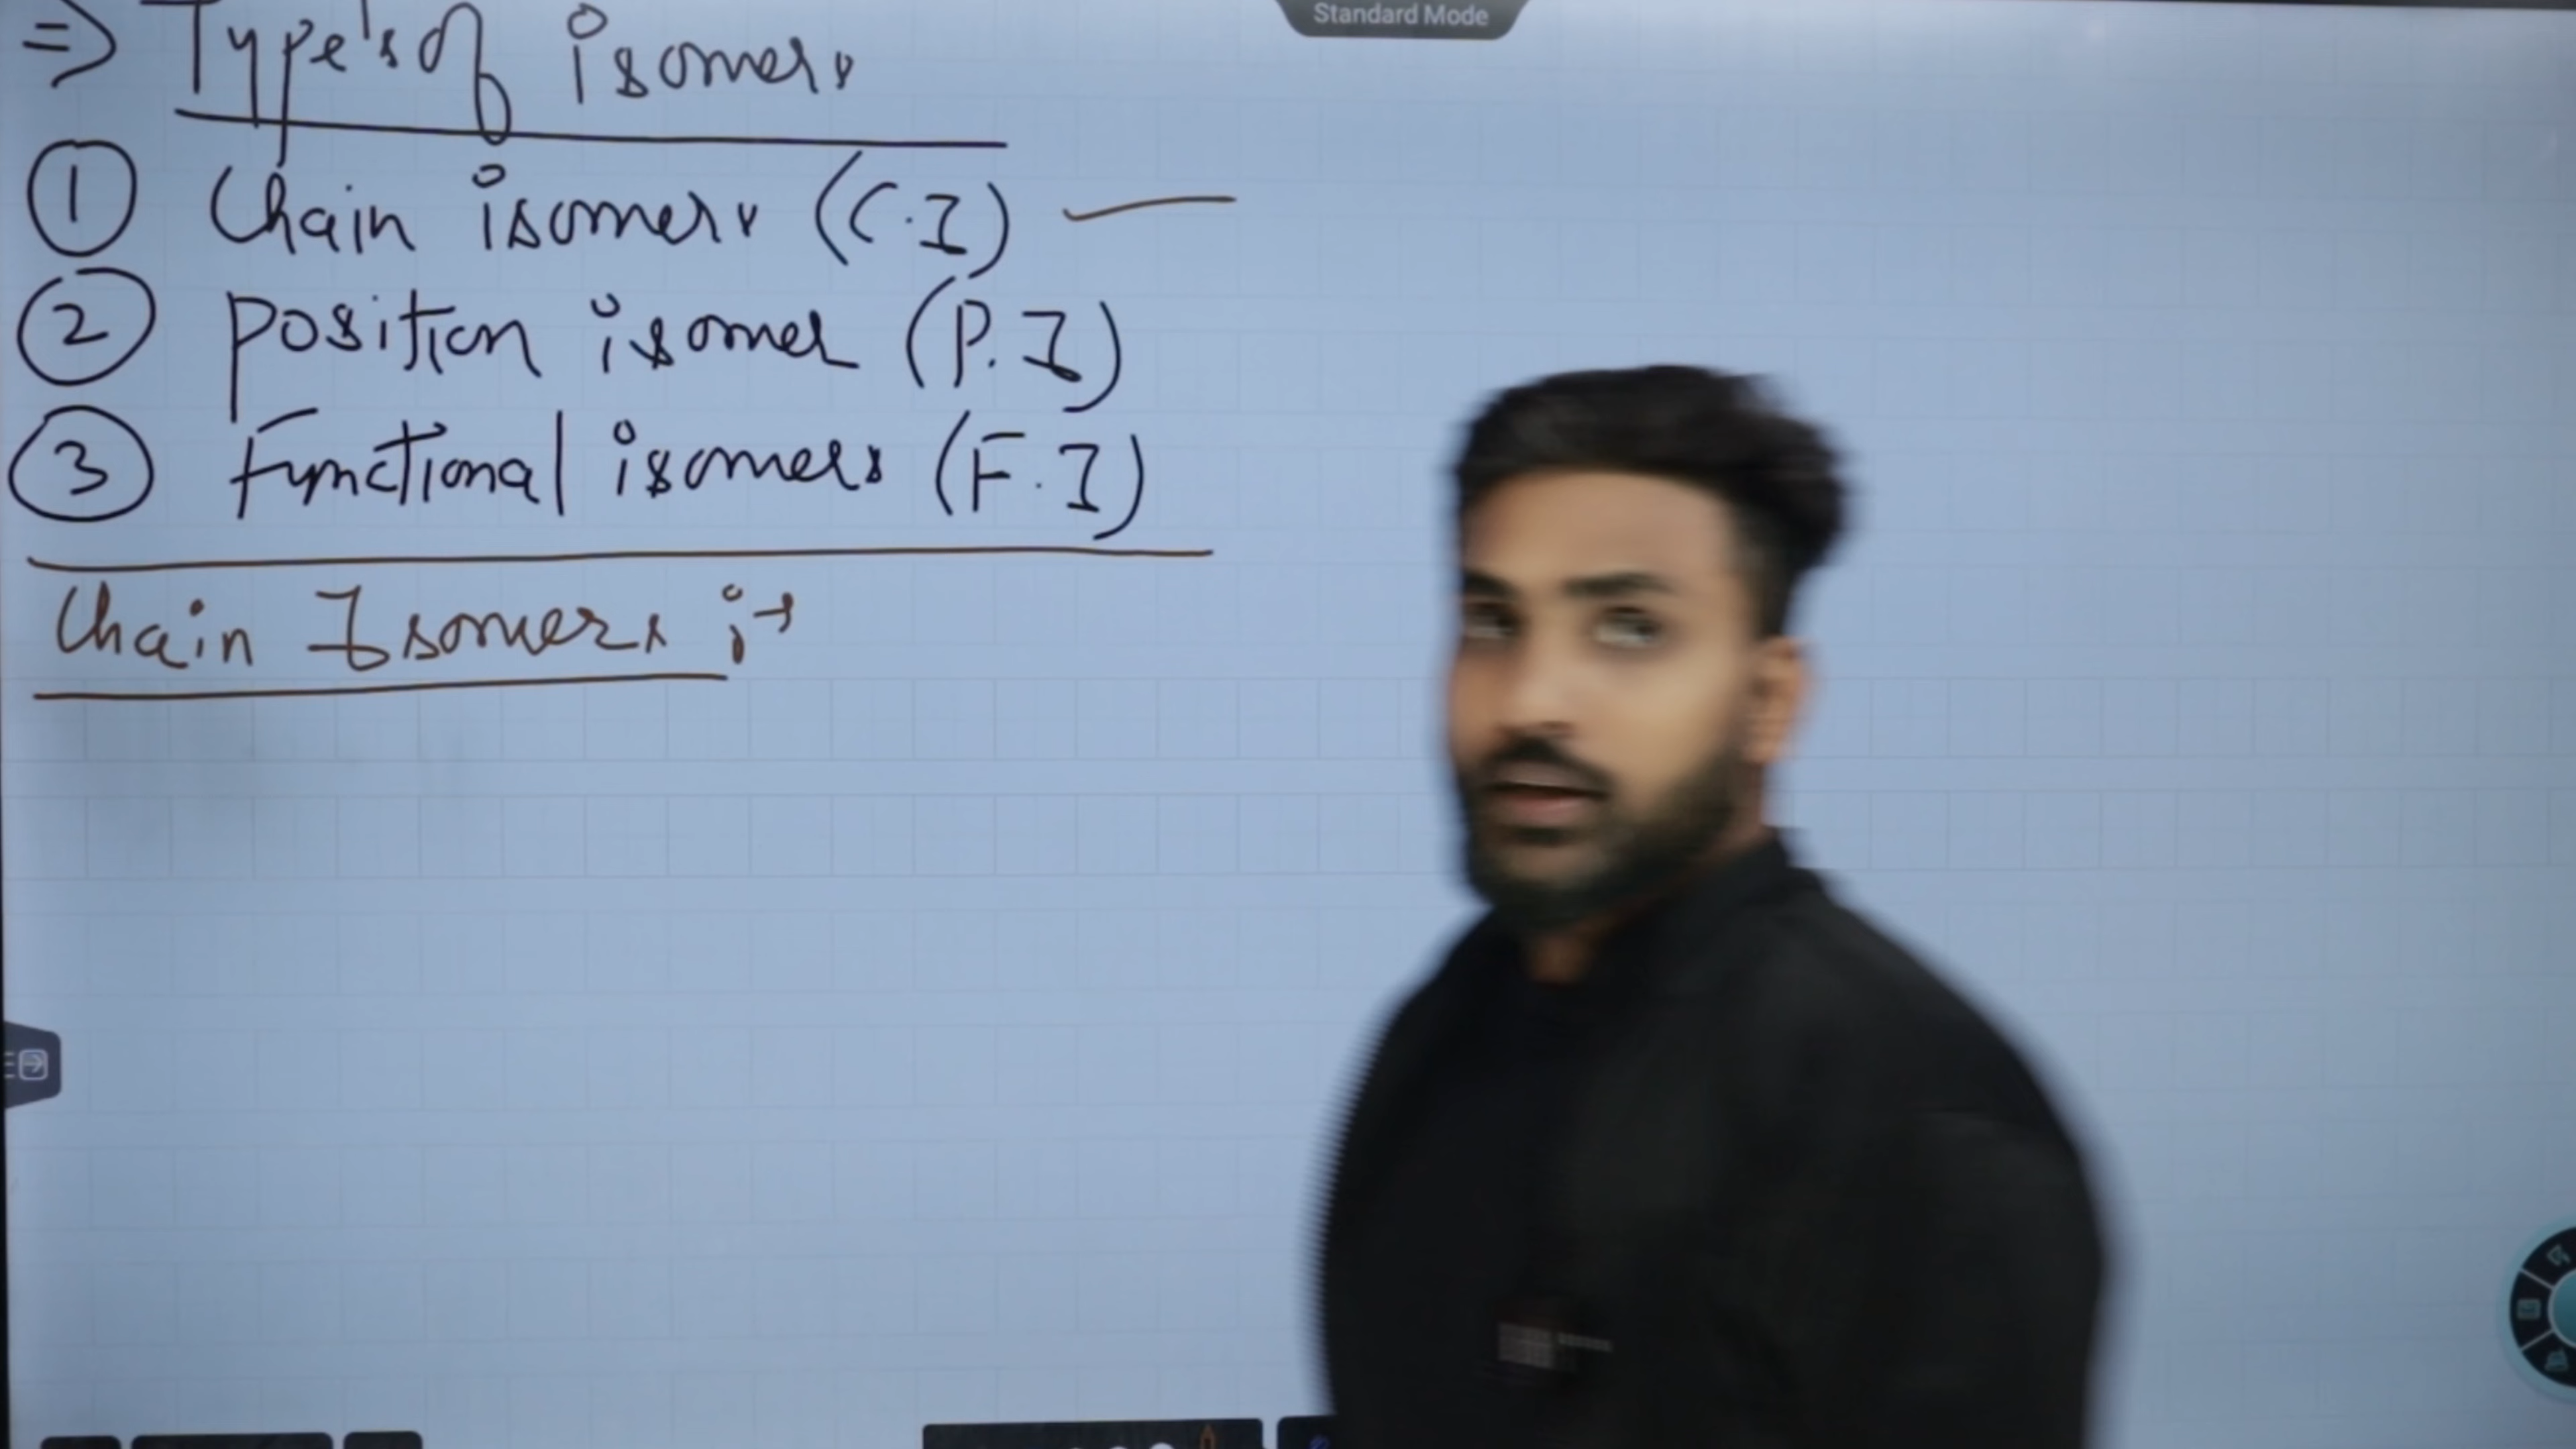 Standard Mode
⇒ Type's of isomers
① Chain isomers (C.I)
② Position isomer (P.I)
③ Functional isomers (F.I)
Chain Isomers :→